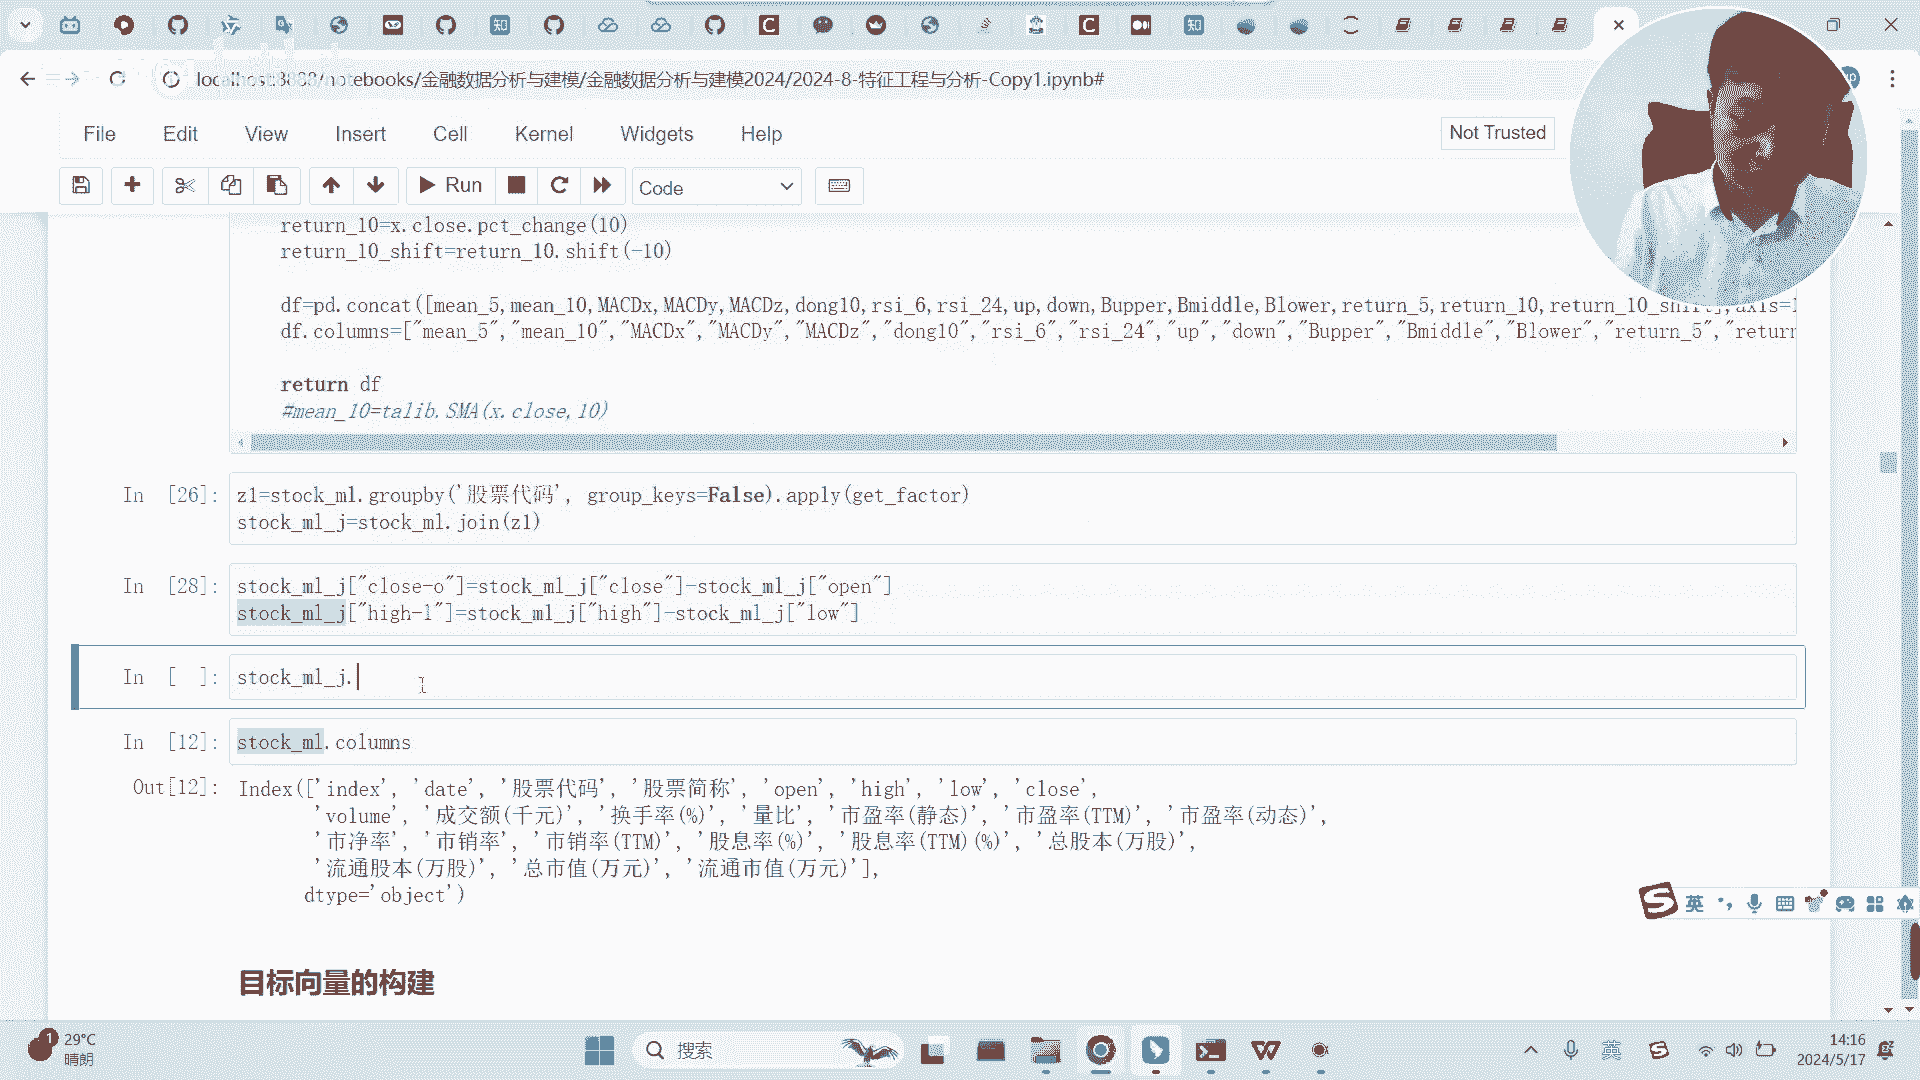 localhost:8888/notebooks/金融数据分析与建模/金融数据分析与建模2024/2024-8-特征工程与分析-Copy1.ipynb#
File Edit View Insert Cell Kernel Widgets Help
Not Trusted
Run
Code
return_10=x.close.pct_change(10)
return_10_shift=return_10.shift(-10)
df=pd.concat([mean_5,mean_10,MACDx,MACDy,MACDz,dong10,rsi_6,rsi_24,up,down,Bupper,Bmiddle,Blower,return_5,return_10,return_10_shift],axis=1
df.columns=["mean_5","mean_10","MACDx","MACDy","MACDz","dong10","rsi_6","rsi_24","up","down","Bupper","Bmiddle","Blower","return_5","return
return df
#mean_10=talib.SMA(x.close,10)
In [26]: z1=stock_ml.groupby('股票代码', group_keys=False).apply(get_factor)
stock_ml_j=stock_ml.join(z1)
In [28]: stock_ml_j["close-o"]=stock_ml_j["close"]-stock_ml_j["open"]
stock_ml_j["high-l"]=stock_ml_j["high"]-stock_ml_j["low"]
In [ ]: stock_ml_j.
In [12]: stock_ml.columns
Out[12]: Index(['index', 'date', '股票代码', '股票简称', 'open', 'high', 'low', 'close',
'volume', '成交额(千元)', '换手率(%)', '量比', '市盈率(静态)', '市盈率(TTM)', '市盈率(动态)',
'市净率', '市销率', '市销率(TTM)', '股息率(%)', '股息率(TTM)(%)', '总股本(万股)',
'流通股本(万股)', '总市值(万元)', '流通市值(万元)'],
dtype='object')
目标向量的构建
英
1
29°C
晴朗
搜索
英
14:16
2024/5/17